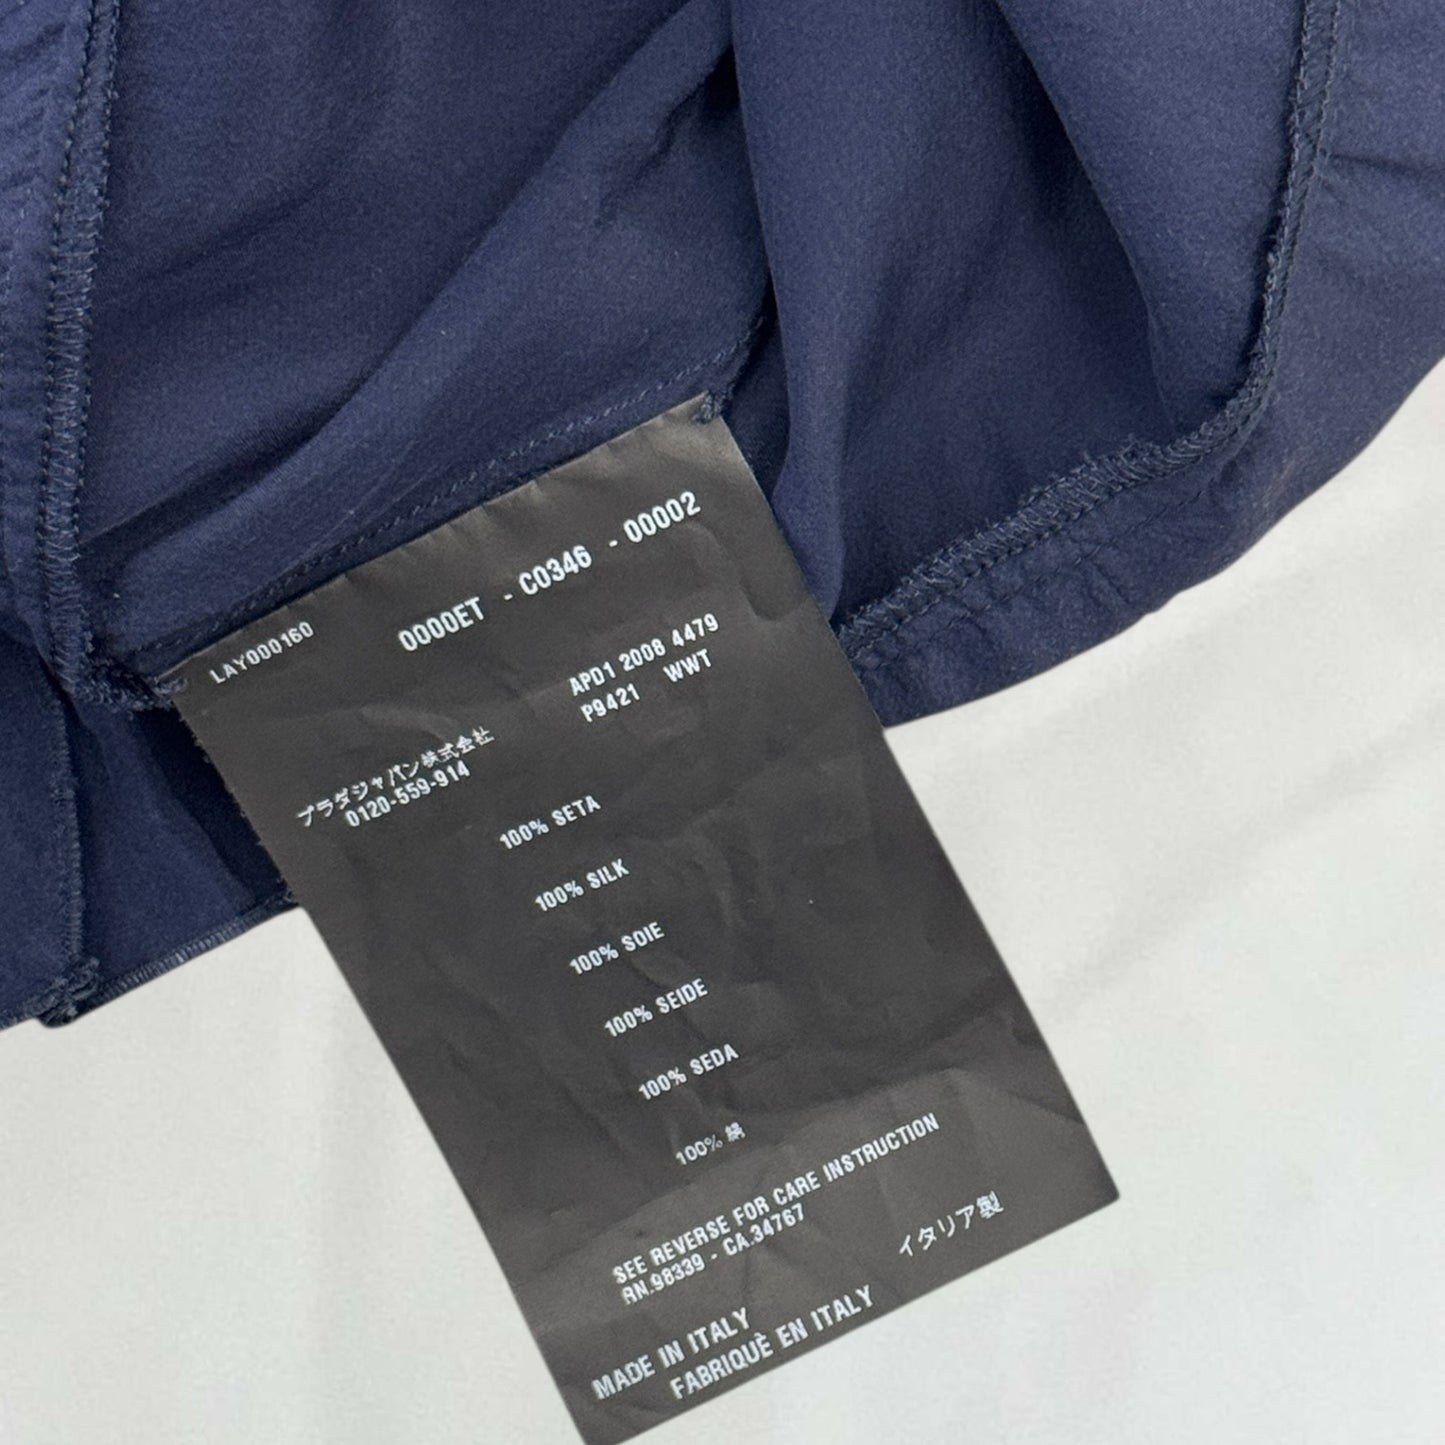 LAY000160
0000ET - C0346 - 00002
APD1 2008 4479
P9421 WWT
プラダジャパン株式会社
0120-559-914
100% SETA
100% SILK
100% SOIE
100% SEIDE
100% SEDA
100% 絹
SEE REVERSE FOR CARE INSTRUCTION
RN.98339 - CA.34767
イタリア製
MADE IN ITALY
FABRIQUÈ EN ITALY